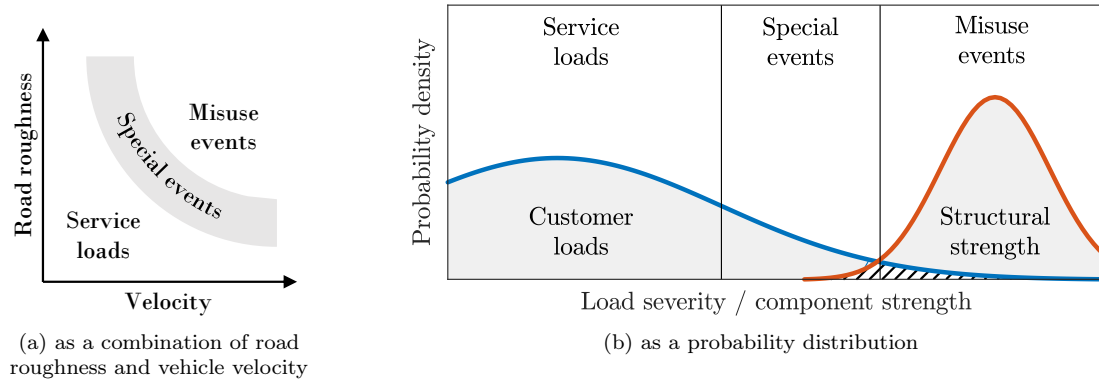 Road roughness
Misuse
events
Special events
Service
loads
Velocity
(a) as a combination of road
roughness and vehicle velocity
Probability density
Service
loads
Special
events
Misuse
events
Customer
loads
Structural
strength
Load severity / component strength
(b) as a probability distribution